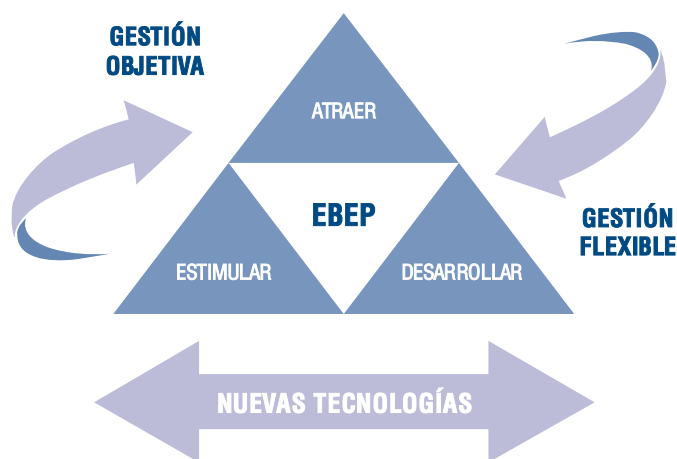 GESTIÓN
OBJETIVA
ATRAER
EBEP
GESTIÓN
FLEXIBLE
ESTIMULAR
DESARROLLAR
NUEVAS TECNOLOGÍAS